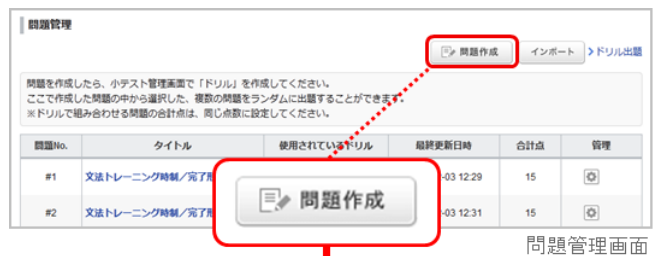 問題管理
問題作成 インポート ドリル出題
問題を作成したら、小テスト管理画面で「ドリル」を作成してください。
ここで作成した問題の中から選択した、複数の問題をランダムに出題することができます。
※ドリルで組み合わせる問題の合計点は、同じ点数に設定してください。
問題No. タイトル 使用されているドリル 最終更新日時 合計点 管理
#1 文法トレーニング時制／完了形 -03 12:29 15
#2 文法トレーニング時制／完了形 -03 12:31 15
問題作成
問題管理画面